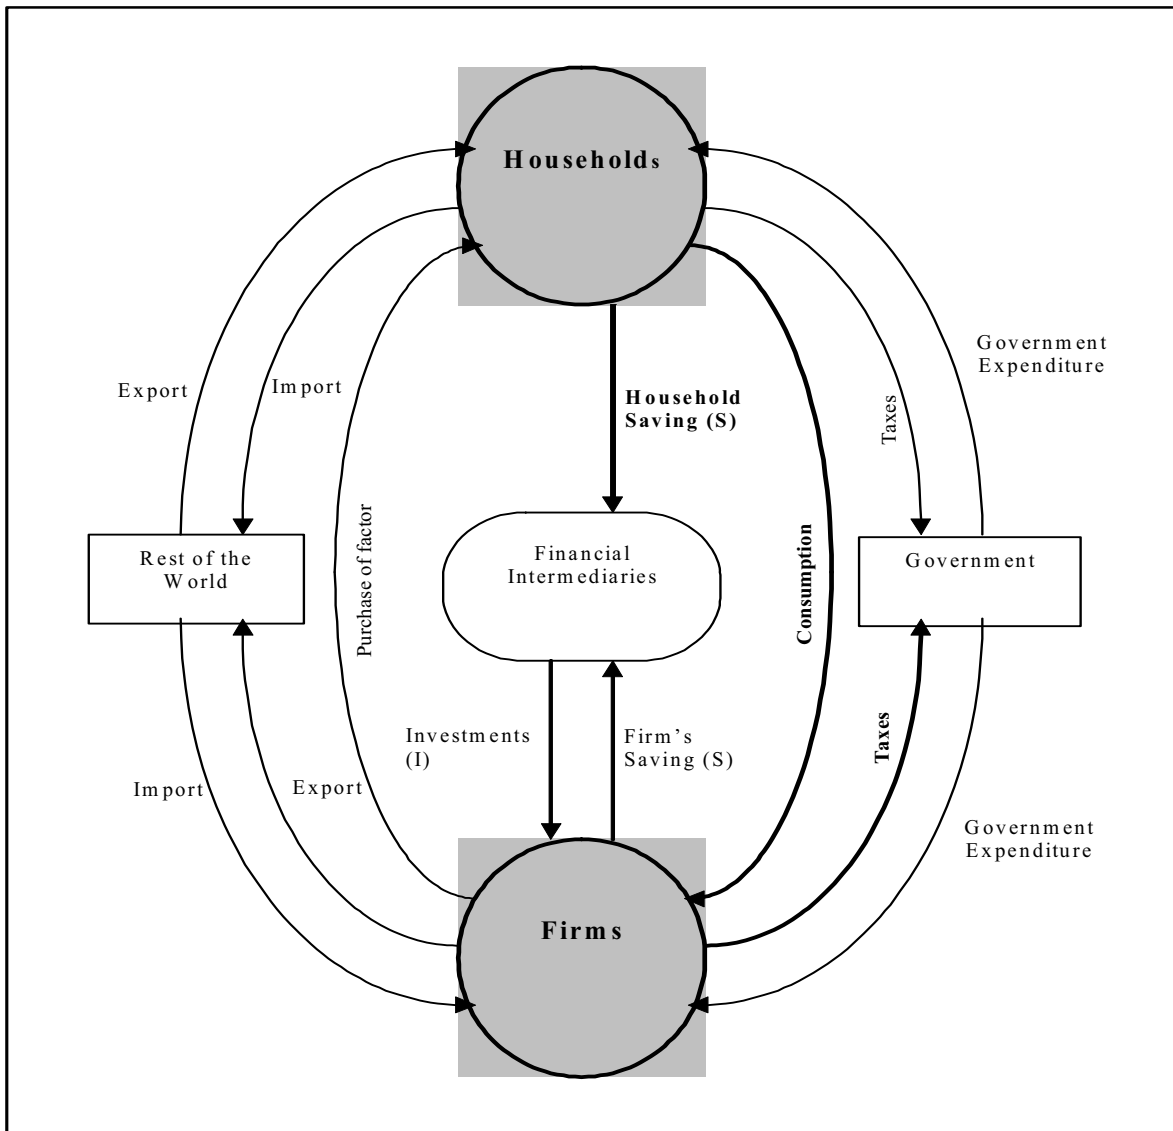 Households
Government
Expenditure
Export
Import
Household
Saving (S)
Taxes
Rest of the
World
Purchase of factor
Financial
Intermediaries
Consumption
Government
Investments
(I)
Firm's
Saving (S)
Taxes
Import
Export
Government
Expenditure
Firms